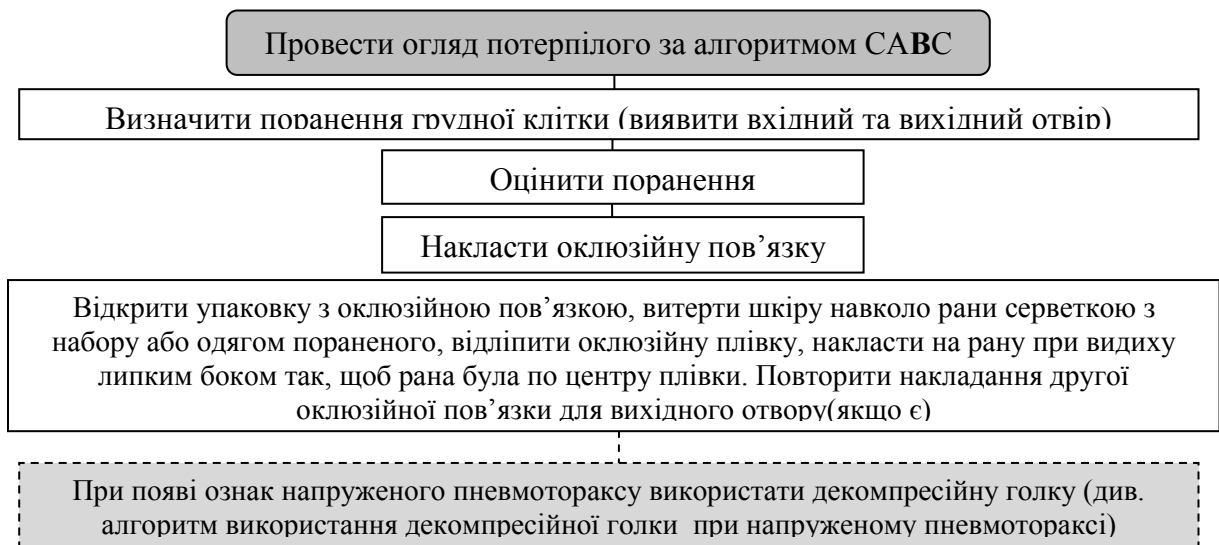 Провести огляд потерпілого за алгоритмом САВС
Визначити поранення грудної клітки (виявити вхідний та вихідний отвір)
Оцінити поранення
Накласти оклюзійну пов’язку
Відкрити упаковку з оклюзійною пов’язкою, витерти шкіру навколо рани серветкою з
набору або одягом пораненого, відліпити оклюзійну плівку, накласти на рану при видиху
липким боком так, щоб рана була по центру плівки. Повторити накладання другої
оклюзійної пов’язки для вихідного отвору(якщо є)
При появі ознак напруженого пневмотораксу використати декомпресійну голку (див.
алгоритм використання декомпресійної голки при напруженому пневмотораксі)